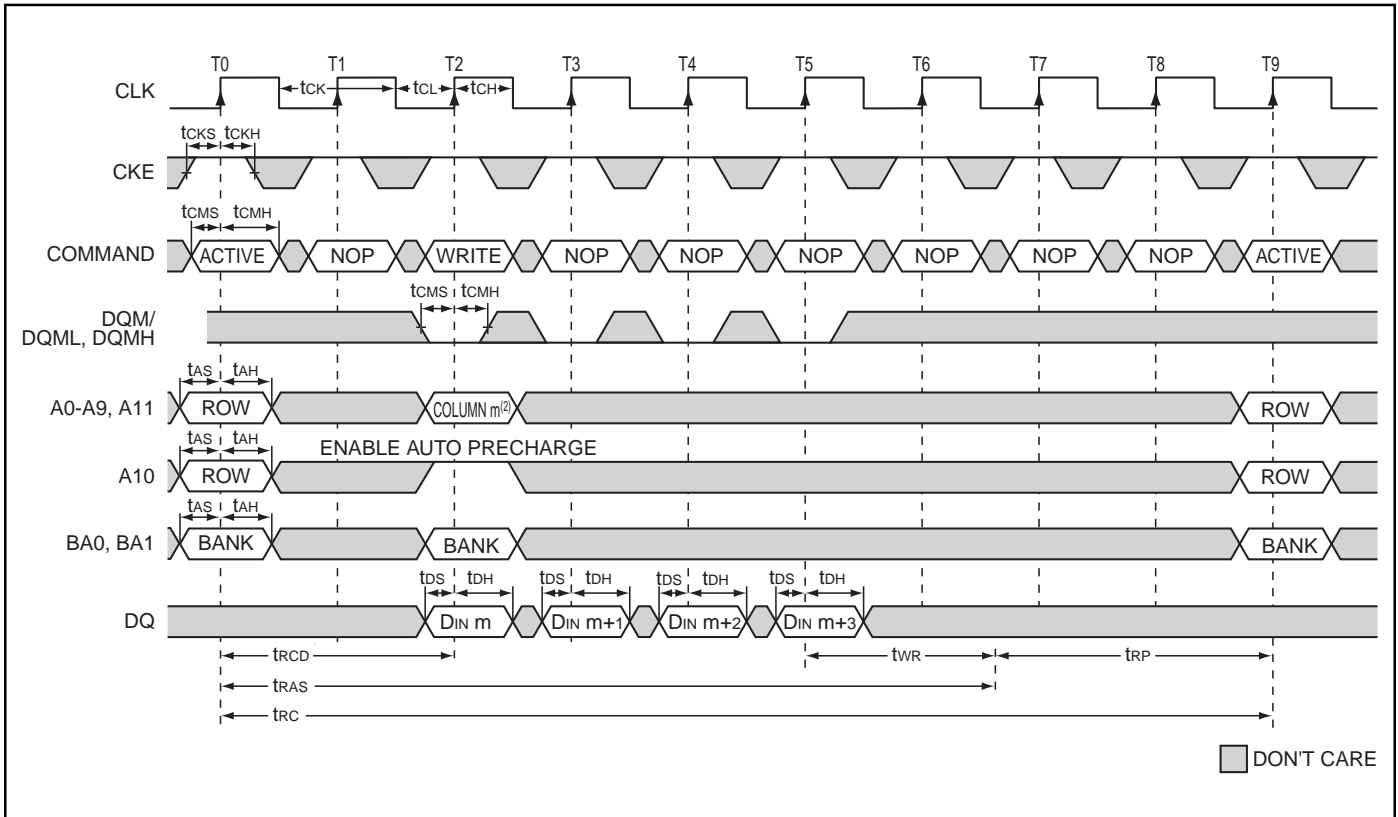 T0 T1 T2 T3 T4 T5 T6 T7 T8 T9
CLK
tCK tCL tCH
tCKS tCKH
CKE
tCMS tCMH
COMMAND ACTIVE NOP WRITE NOP NOP NOP NOP NOP NOP ACTIVE
tCMS tCMH
DQM/
DQML, DQMH
tAS tAH
A0-A9, A11 ROW COLUMN m(2) ROW
tAS tAH ENABLE AUTO PRECHARGE
A10 ROW ROW
tAS tAH
BA0, BA1 BANK BANK BANK
tDS tDH tDS tDH tDS tDH tDS tDH
DQ DIN m DIN m+1 DIN m+2 DIN m+3
tRCD tWR tRP
tRAS
tRC
DON'T CARE